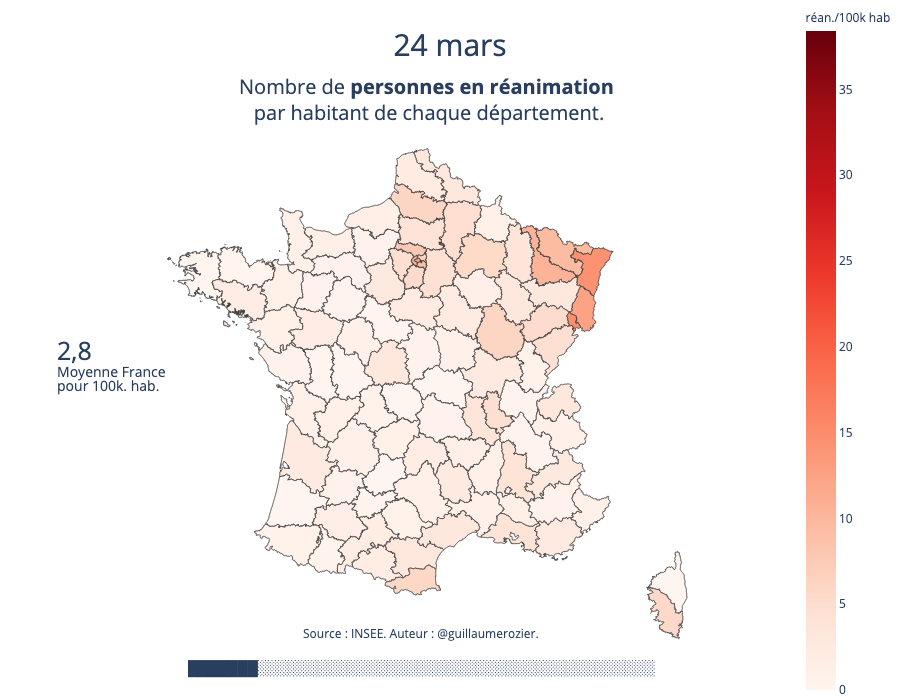 réan./100k hab
24 mars
Nombre de personnes en réanimation
par habitant de chaque département.
35
30
25
20
15
10
5
0
2,8
Moyenne France
pour 100k. hab.
Source : INSEE. Auteur : @guillaumerozier.